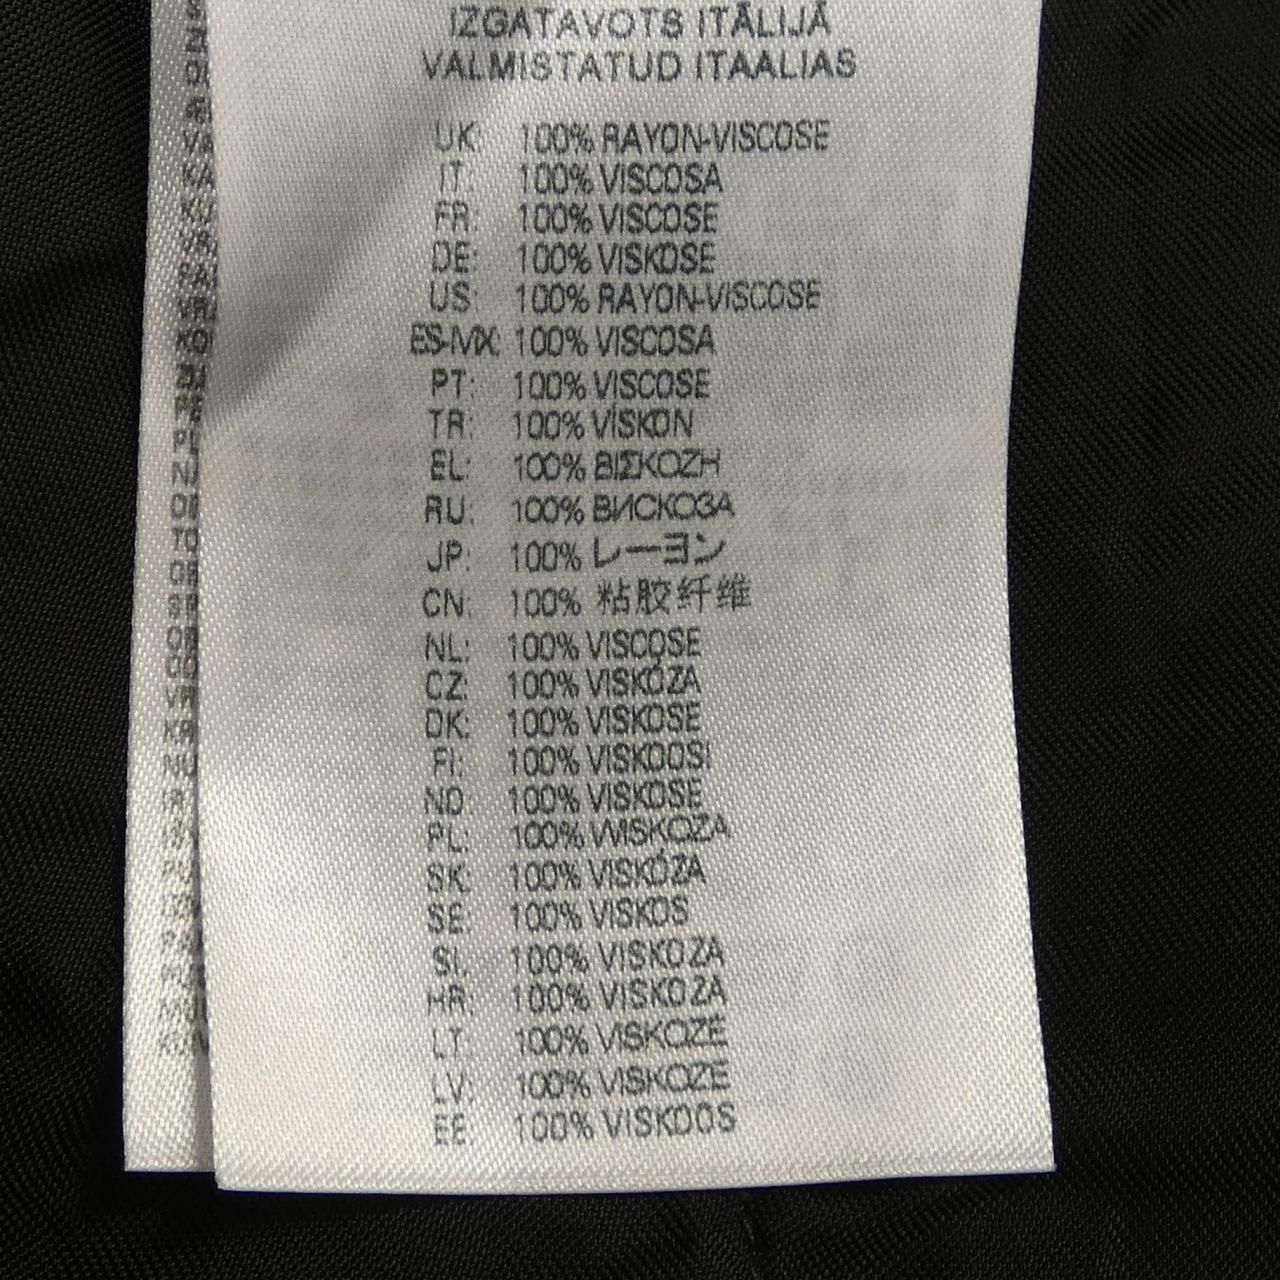 IZGATAVOTS ITĀLIJĀ
VALMISTATUD ITAALIAS
UK: 100% RAYON-VISCOSE
IT: 100% VISCOSA
FR: 100% VISCOSE
DE: 100% VISKOSE
US: 100% RAYON-VISCOSE
ES-MX: 100% VISCOSA
PT: 100% VISCOSE
TR: 100% VİSKON
EL: 100% ΒΙΣΚΟΖΗ
RU: 100% ВИСКОЗА
JP: 100% レーヨン
CN: 100% 粘胶纤维
NL: 100% VISCOSE
CZ: 100% VISKÓZA
DK: 100% VISKOSE
FI: 100% VISKOOSI
NO: 100% VISKOSE
PL: 100% WISKOZA
SK: 100% VISKÓZA
SE: 100% VISKOS
SI: 100% VISKOZA
HR: 100% VISKOZA
LT: 100% VISKOZĖ
LV: 100% VISKOZE
EE: 100% VISKOOS